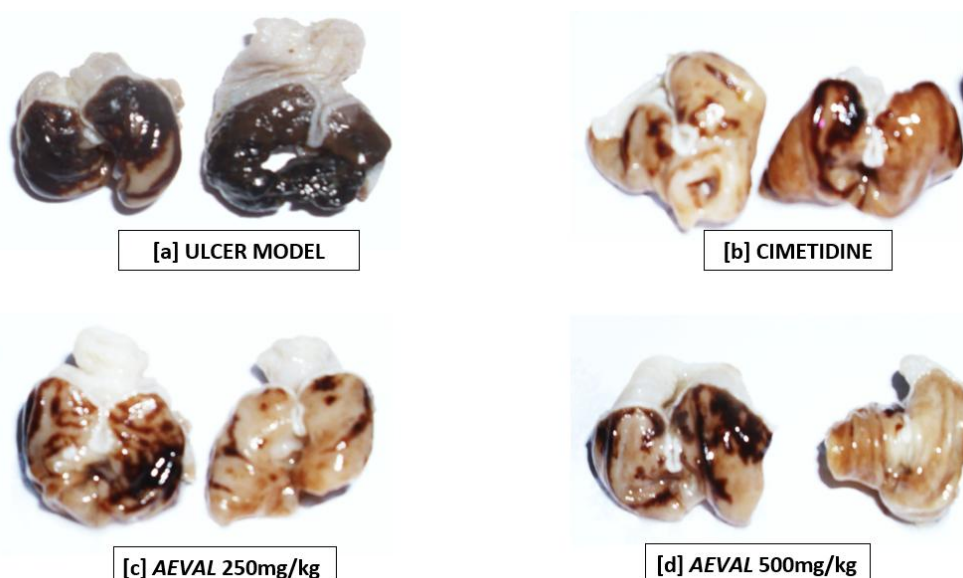 [a] ULCER MODEL
[b] CIMETIDINE
[c] AEVAL 250mg/kg
[d] AEVAL 500mg/kg